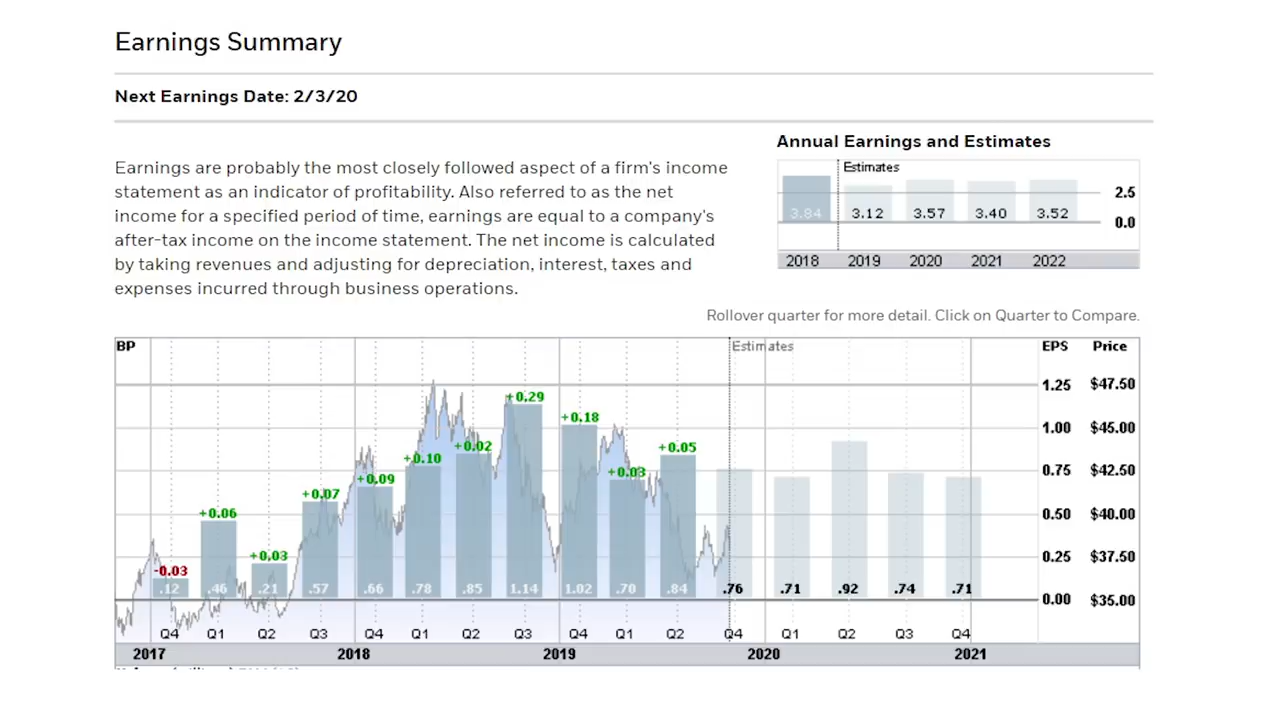 Earnings Summary
Next Earnings Date: 2/3/20
Earnings are probably the most closely followed aspect of a firm's income
statement as an indicator of profitability. Also referred to as the net
income for a specified period of time, earnings are equal to a company's
after-tax income on the income statement. The net income is calculated
by taking revenues and adjusting for depreciation, interest, taxes and
expenses incurred through business operations.
Annual Earnings and Estimates
Estimates
2.5
3.84 3.12 3.57 3.40 3.52
0.0
2018 2019 2020 2021 2022
Rollover quarter for more detail. Click on Quarter to Compare.
BP Estimates EPS Price
1.25 $47.50
+0.29
+0.18
1.00 $45.00
+0.02 +0.05
+0.10
+0.09 +0.03 0.75 $42.50
+0.07
+0.06 0.50 $40.00
+0.03 0.25 $37.50
-0.03
.12 .46 .21 .57 .66 .78 .85 1.14 1.02 .70 .84 .76 .71 .92 .74 .71
0.00 $35.00
Q4 Q1 Q2 Q3 Q4 Q1 Q2 Q3 Q4 Q1 Q2 Q4 Q1 Q2 Q3 Q4
2017 2018 2019 2020 2021